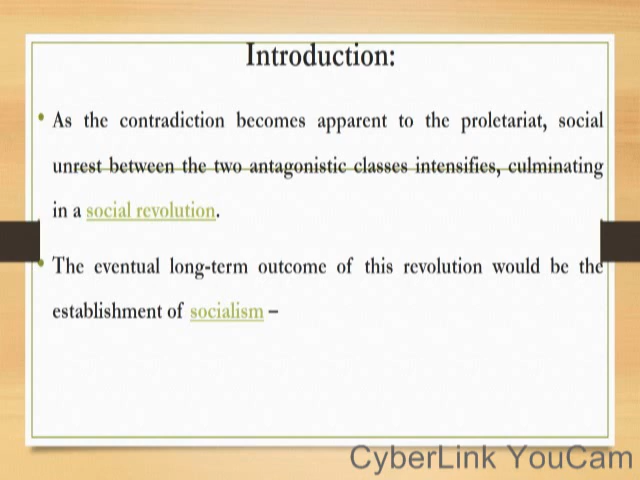 Introduction:
• As the contradiction becomes apparent to the proletariat, social
unrest between the two antagonistic classes intensifies, culminating
in a social revolution.
• The eventual long-term outcome of this revolution would be the
establishment of socialism –
CyberLink YouCam